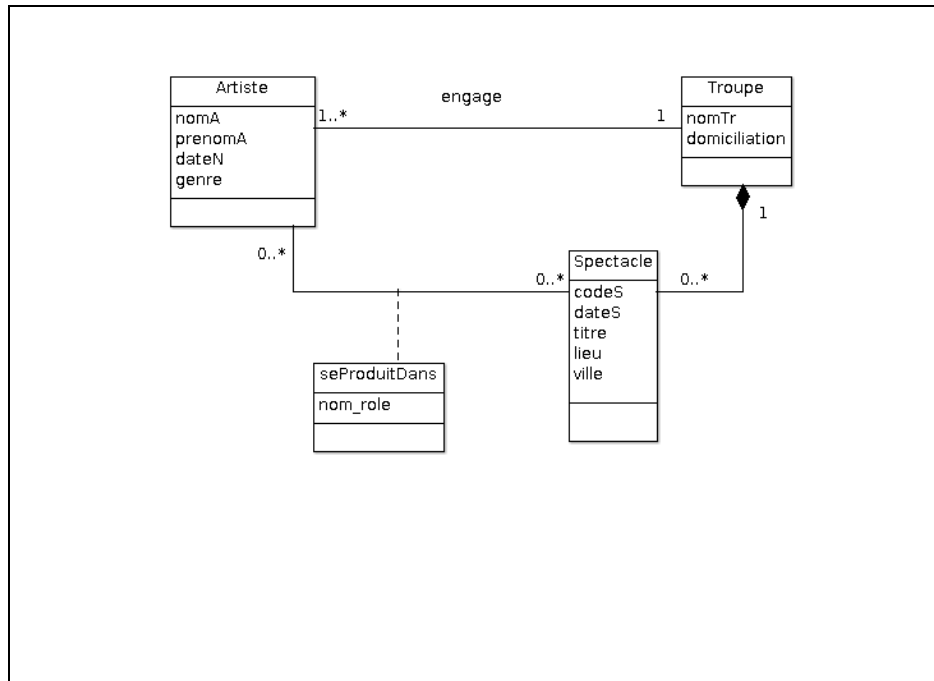 Artiste
nomA
prenomA
dateN
genre
1..*
engage
1
Troupe
nomTr
domiciliation
1
0..*
0..*
Spectacle
0..*
codeS
dateS
titre
lieu
ville
seProduitDans
nom_role